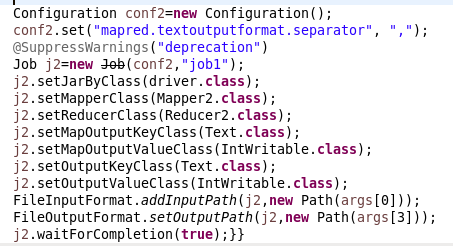 Configuration conf2=new Configuration();
conf2.set("mapred.textoutputformat.separator", ",");
@SuppressWarnings("deprecation")
Job j2=new Job(conf2,"job1");
j2.setJarByClass(driver.class);
j2.setMapperClass(Mapper2.class);
j2.setReducerClass(Reducer2.class);
j2.setMapOutputKeyClass(Text.class);
j2.setMapOutputValueClass(IntWritable.class);
j2.setOutputKeyClass(Text.class);
j2.setOutputValueClass(IntWritable.class);
FileInputFormat.addInputPath(j2,new Path(args[0]));
FileOutputFormat.setOutputPath(j2,new Path(args[3]));
j2.waitForCompletion(true);}}